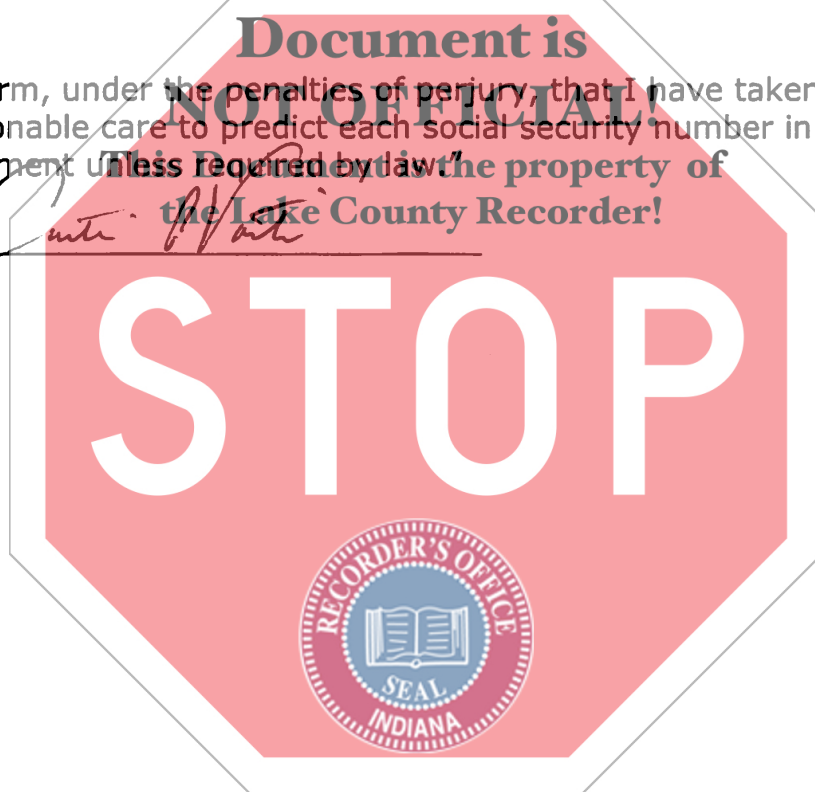 Document is
rm, under the penalties of perjury, that I have taken
NOT OFFICIAL!
onable care to predict each social security number in
ment unless required by law."
This Document is the property of
the Lake County Recorder!
STOP
RECORDER'S OFFICE
SEAL
INDIANA